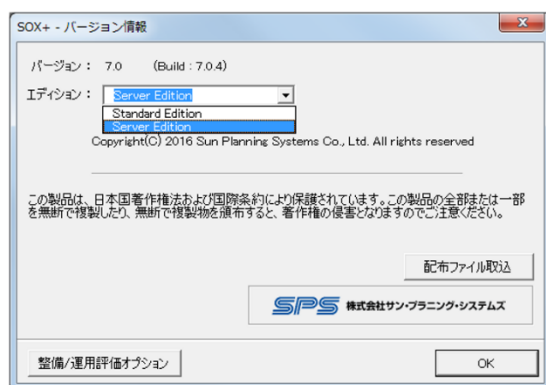 SOX+ - バージョン情報
バージョン： 7.0 (Build : 7.0.4)
エディション： Server Edition
Standard Edition
Server Edition
Copyright(C) 2016 Sun Planning Systems Co., Ltd. All rights reserved
この製品は、日本国著作権法および国際条約により保護されています。この製品の全部または一部
を無断で複製したり、無断で複製物を頒布すると、著作権の侵害となりますのでご注意ください。
配布ファイル取込
SPS 株式会社サン・プラニング・システムズ
整備/運用評価オプション OK